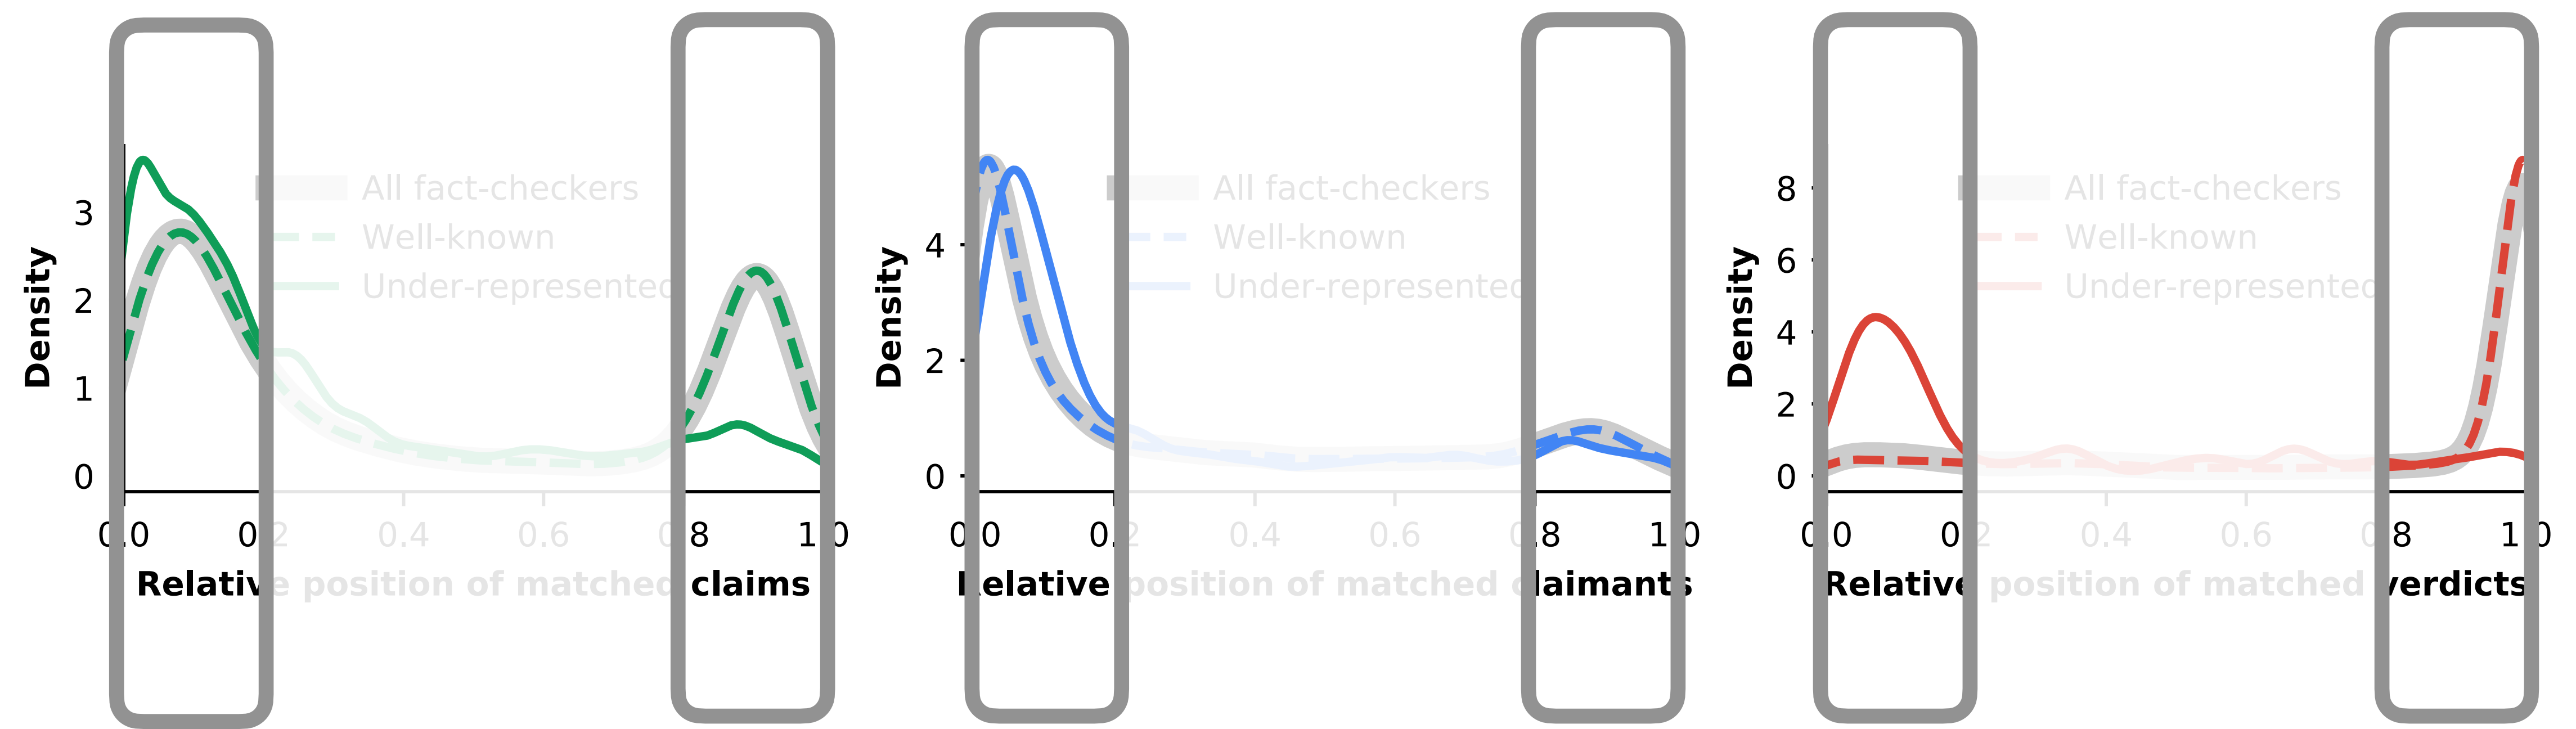 Density
3
2
1
0
All fact-checkers
Well-known
Under-represented
0.0 0.2 0.4 0.6 0.8 1.0
Relative position of matched claims
Density
4
2
0
All fact-checkers
Well-known
Under-represented
0.0 0.2 0.4 0.6 0.8 1.0
Relative position of matched claimants
Density
8
6
4
2
0
All fact-checkers
Well-known
Under-represented
0.0 0.2 0.4 0.6 0.8 1.0
Relative position of matched verdicts